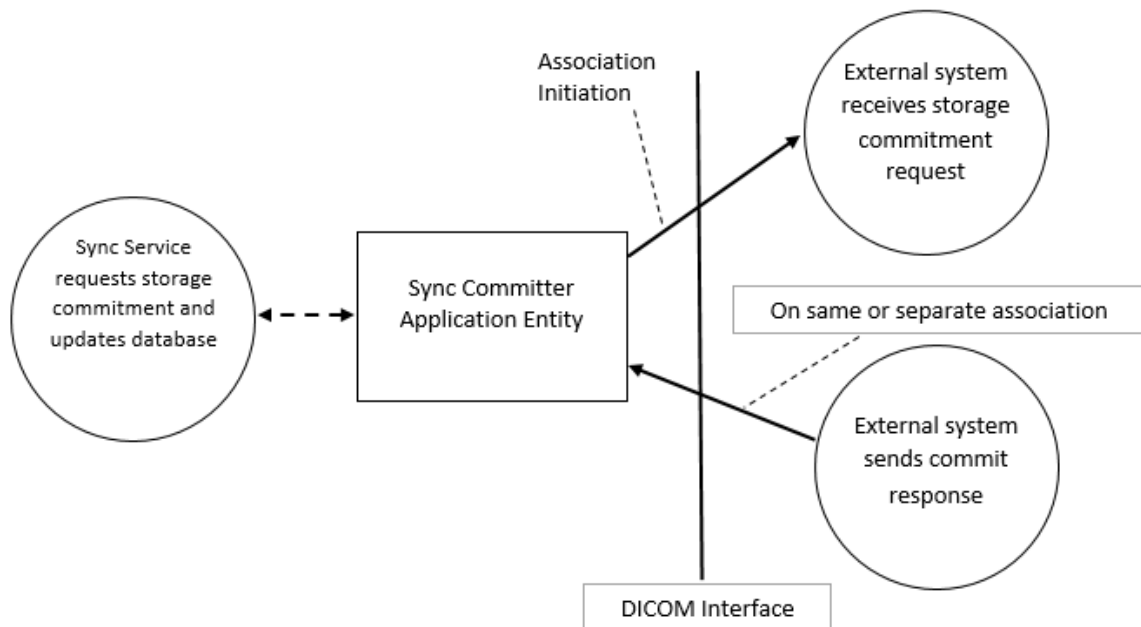 Association
Initiation
External system
receives storage
commitment
request
Sync Service
requests storage
commitment and
updates database
Sync Committer
Application Entity
On same or separate association
External system
sends commit
response
DICOM Interface